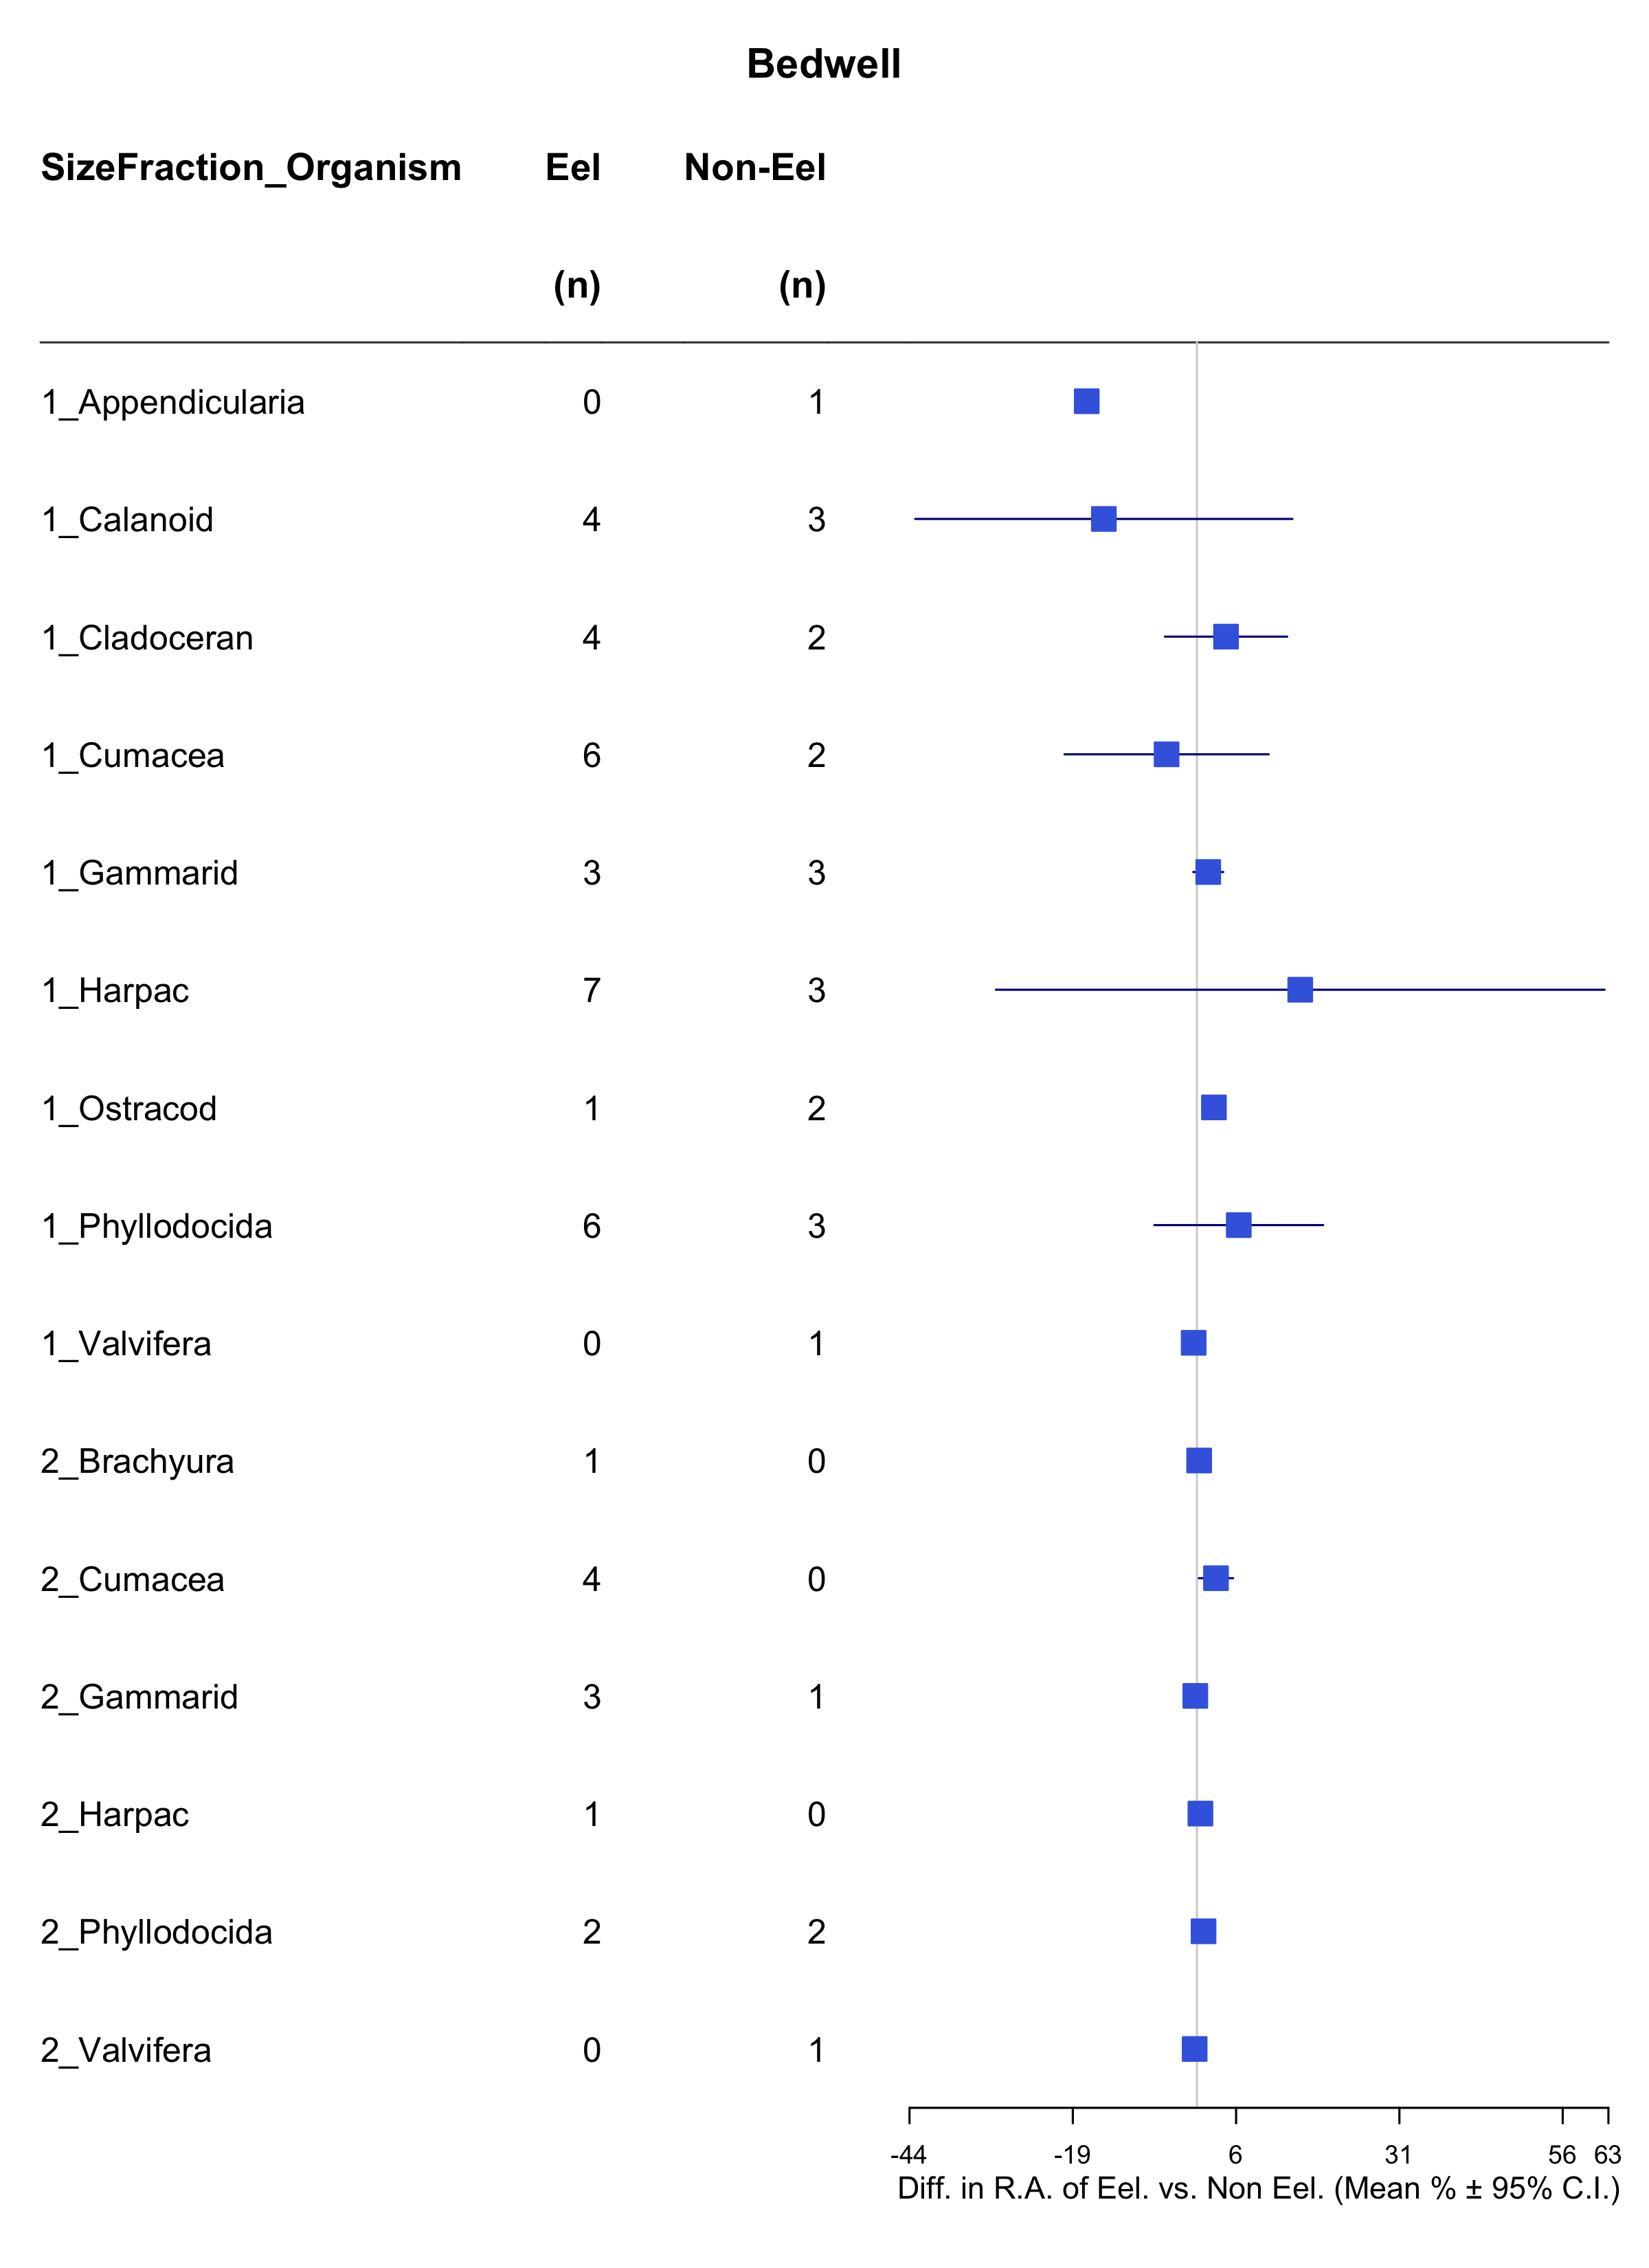 Bedwell
SizeFraction_Organism Eel Non-Eel
(n) (n)
1_Appendicularia 0 1
1_Calanoid 4 3
1_Cladoceran 4 2
1_Cumacea 6 2
1_Gammarid 3 3
1_Harpac 7 3
1_Ostracod 1 2
1_Phyllodocida 6 3
1_Valvifera 0 1
2_Brachyura 1 0
2_Cumacea 4 0
2_Gammarid 3 1
2_Harpac 1 0
2_Phyllodocida 2 2
2_Valvifera 0 1
-44 -19 6 31 56 63
Diff. in R.A. of Eel. vs. Non Eel. (Mean % ± 95% C.I.)